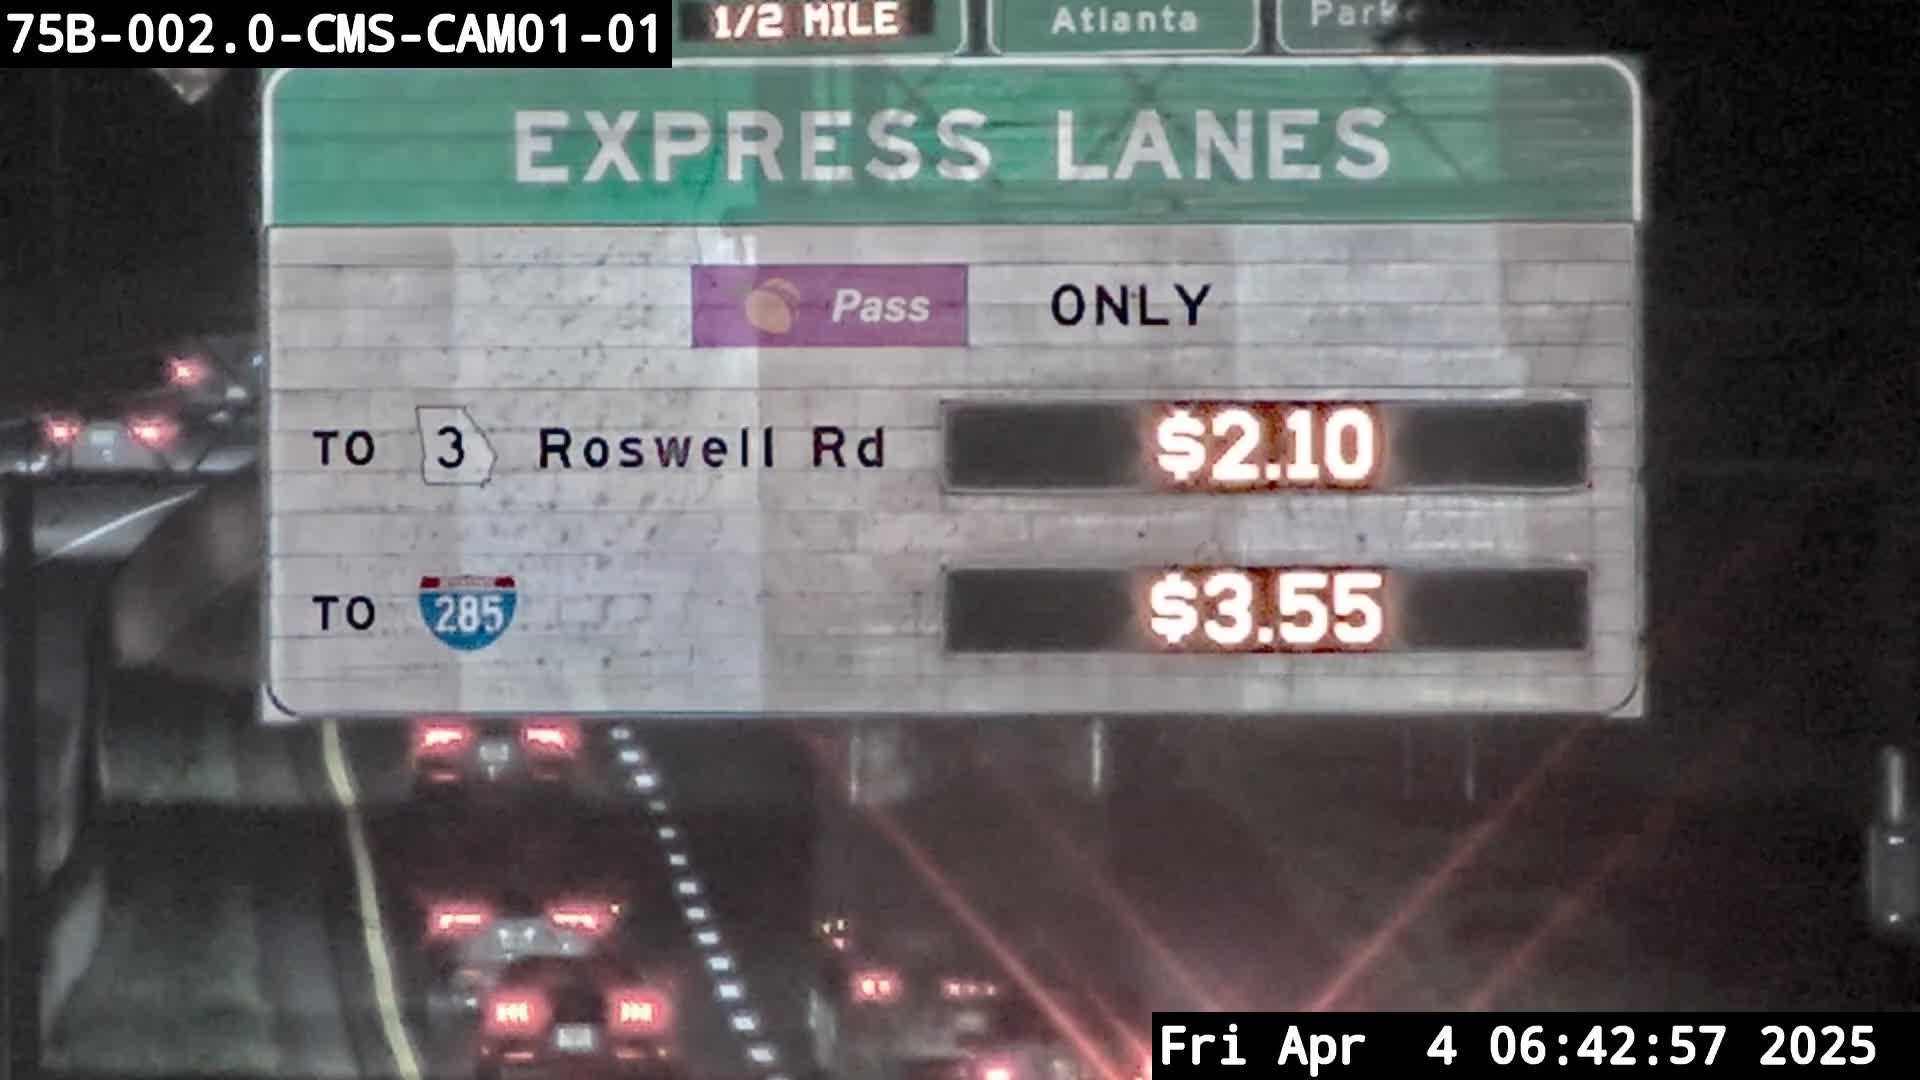 75B-002.0-CMS-CAM01-01
1/2 MILE
Atlanta
EXPRESS LANES
Pass ONLY
TO 3 Roswell Rd $2.10
TO 285 $3.55
Fri Apr 4 06:42:57 2025